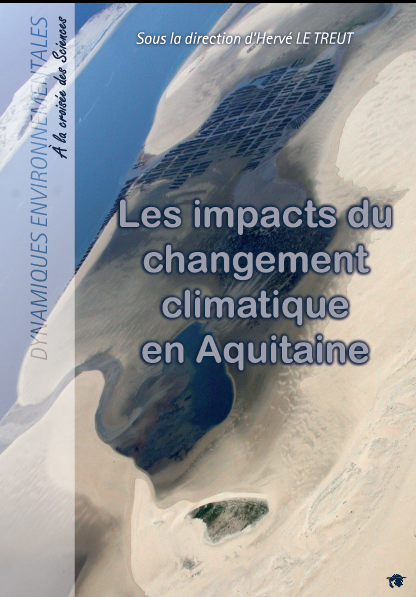 Sous la direction d'Hervé LE TREUT
DYNAMIQUES ENVIRONNEMENTALES
À la croisée des Sciences
Les impacts du
changement
climatique
en Aquitaine